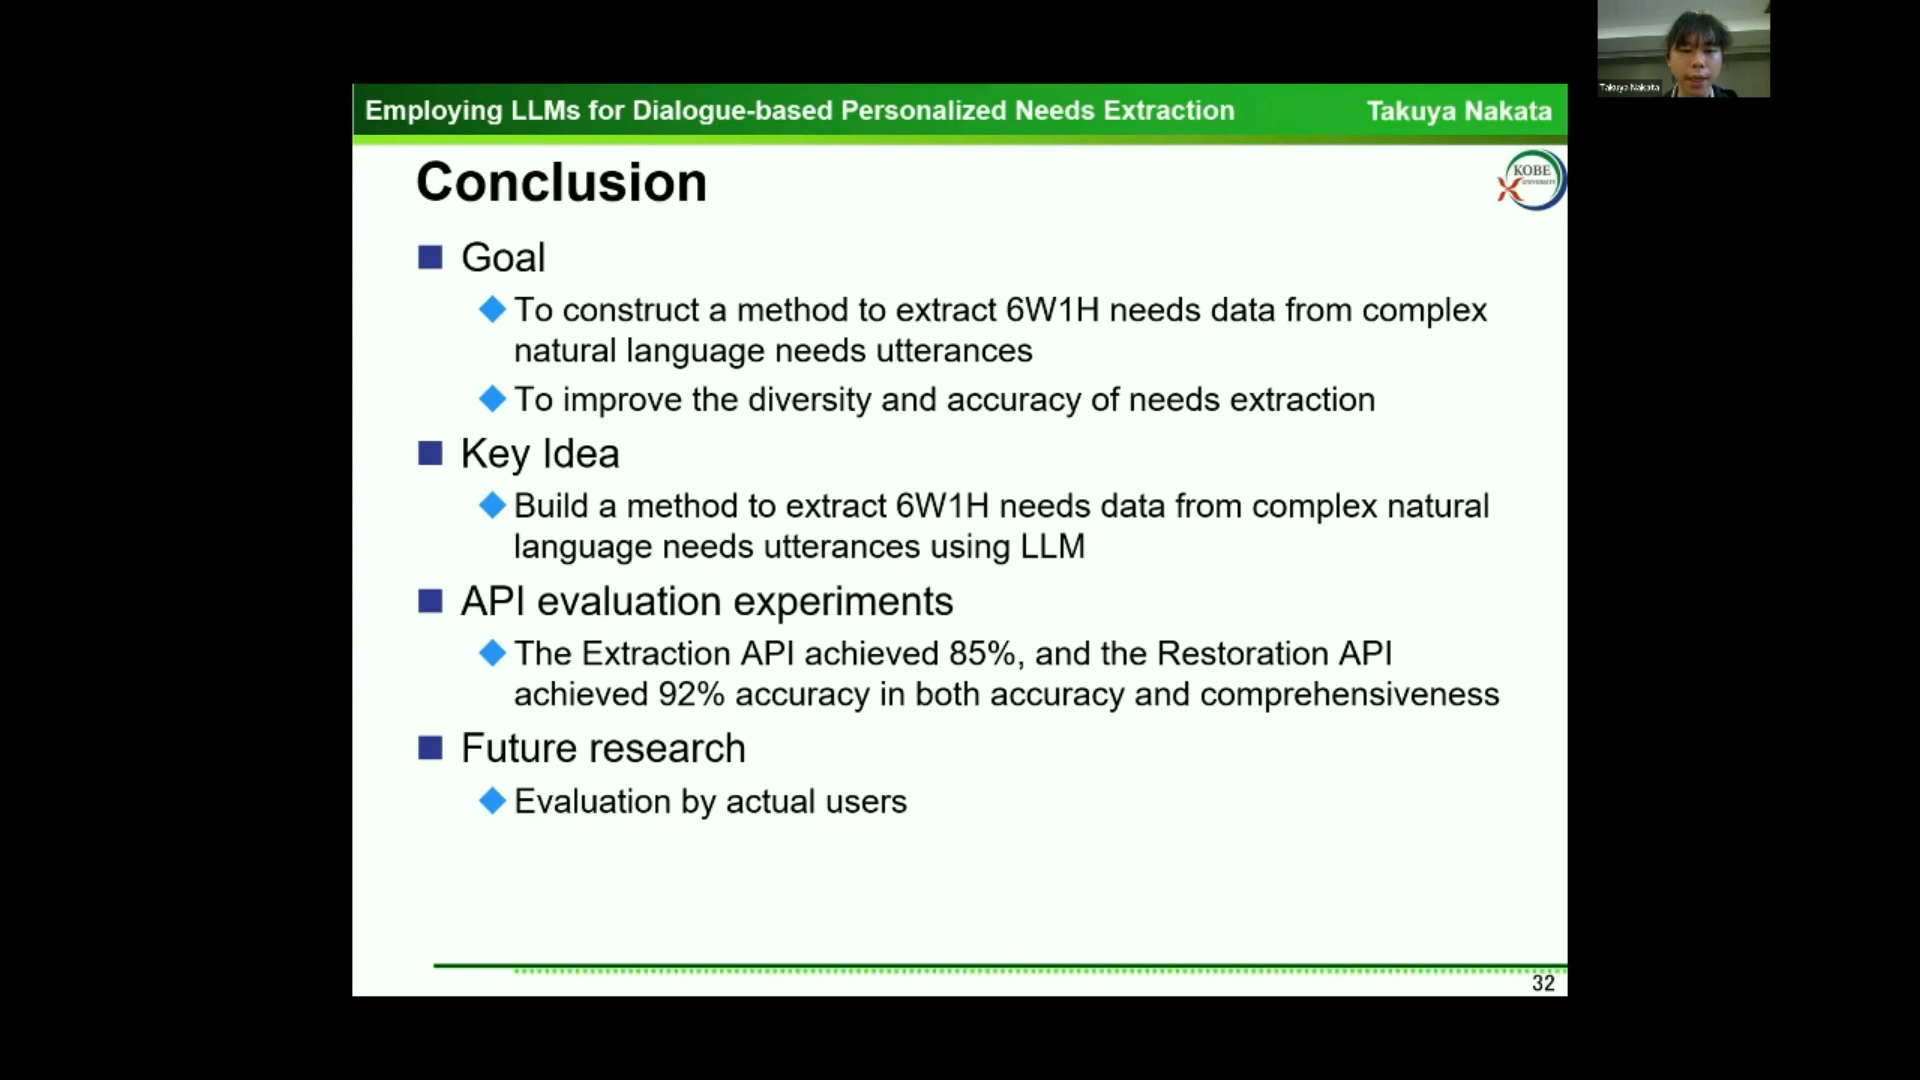 Takuya Nakata
Employing LLMs for Dialogue-based Personalized Needs Extraction
Takuya Nakata
KOBE
UNIVERSITY
Conclusion
Goal
To construct a method to extract 6W1H needs data from complex
natural language needs utterances
To improve the diversity and accuracy of needs extraction
Key Idea
Build a method to extract 6W1H needs data from complex natural
language needs utterances using LLM
API evaluation experiments
The Extraction API achieved 85%, and the Restoration API
achieved 92% accuracy in both accuracy and comprehensiveness
Future research
Evaluation by actual users
32